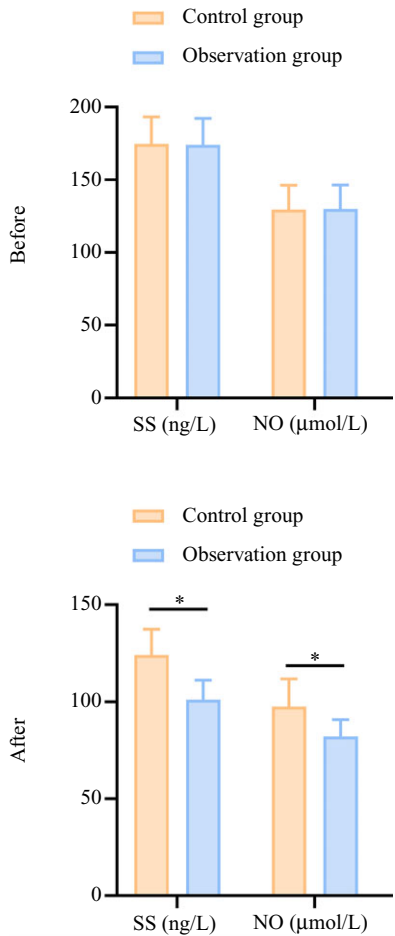 Control group
Observation group
200
150
100
50
0
Before
SS (ng/L) NO (µmol/L)
Control group
Observation group
150
100
50
0
After
* *
SS (ng/L) NO (µmol/L)